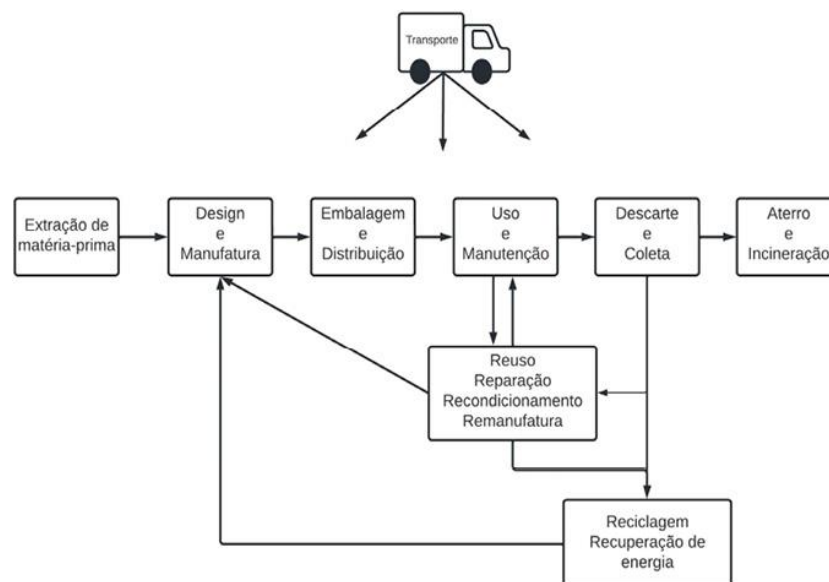 Transporte
Extração de
matéria-prima
Design
e
Manufatura
Embalagem
e
Distribuição
Uso
e
Manutenção
Descarte
e
Coleta
Aterro
e
Incineração
Reuso
Reparação
Recondicionamento
Remanufatura
Reciclagem
Recuperação de
energia